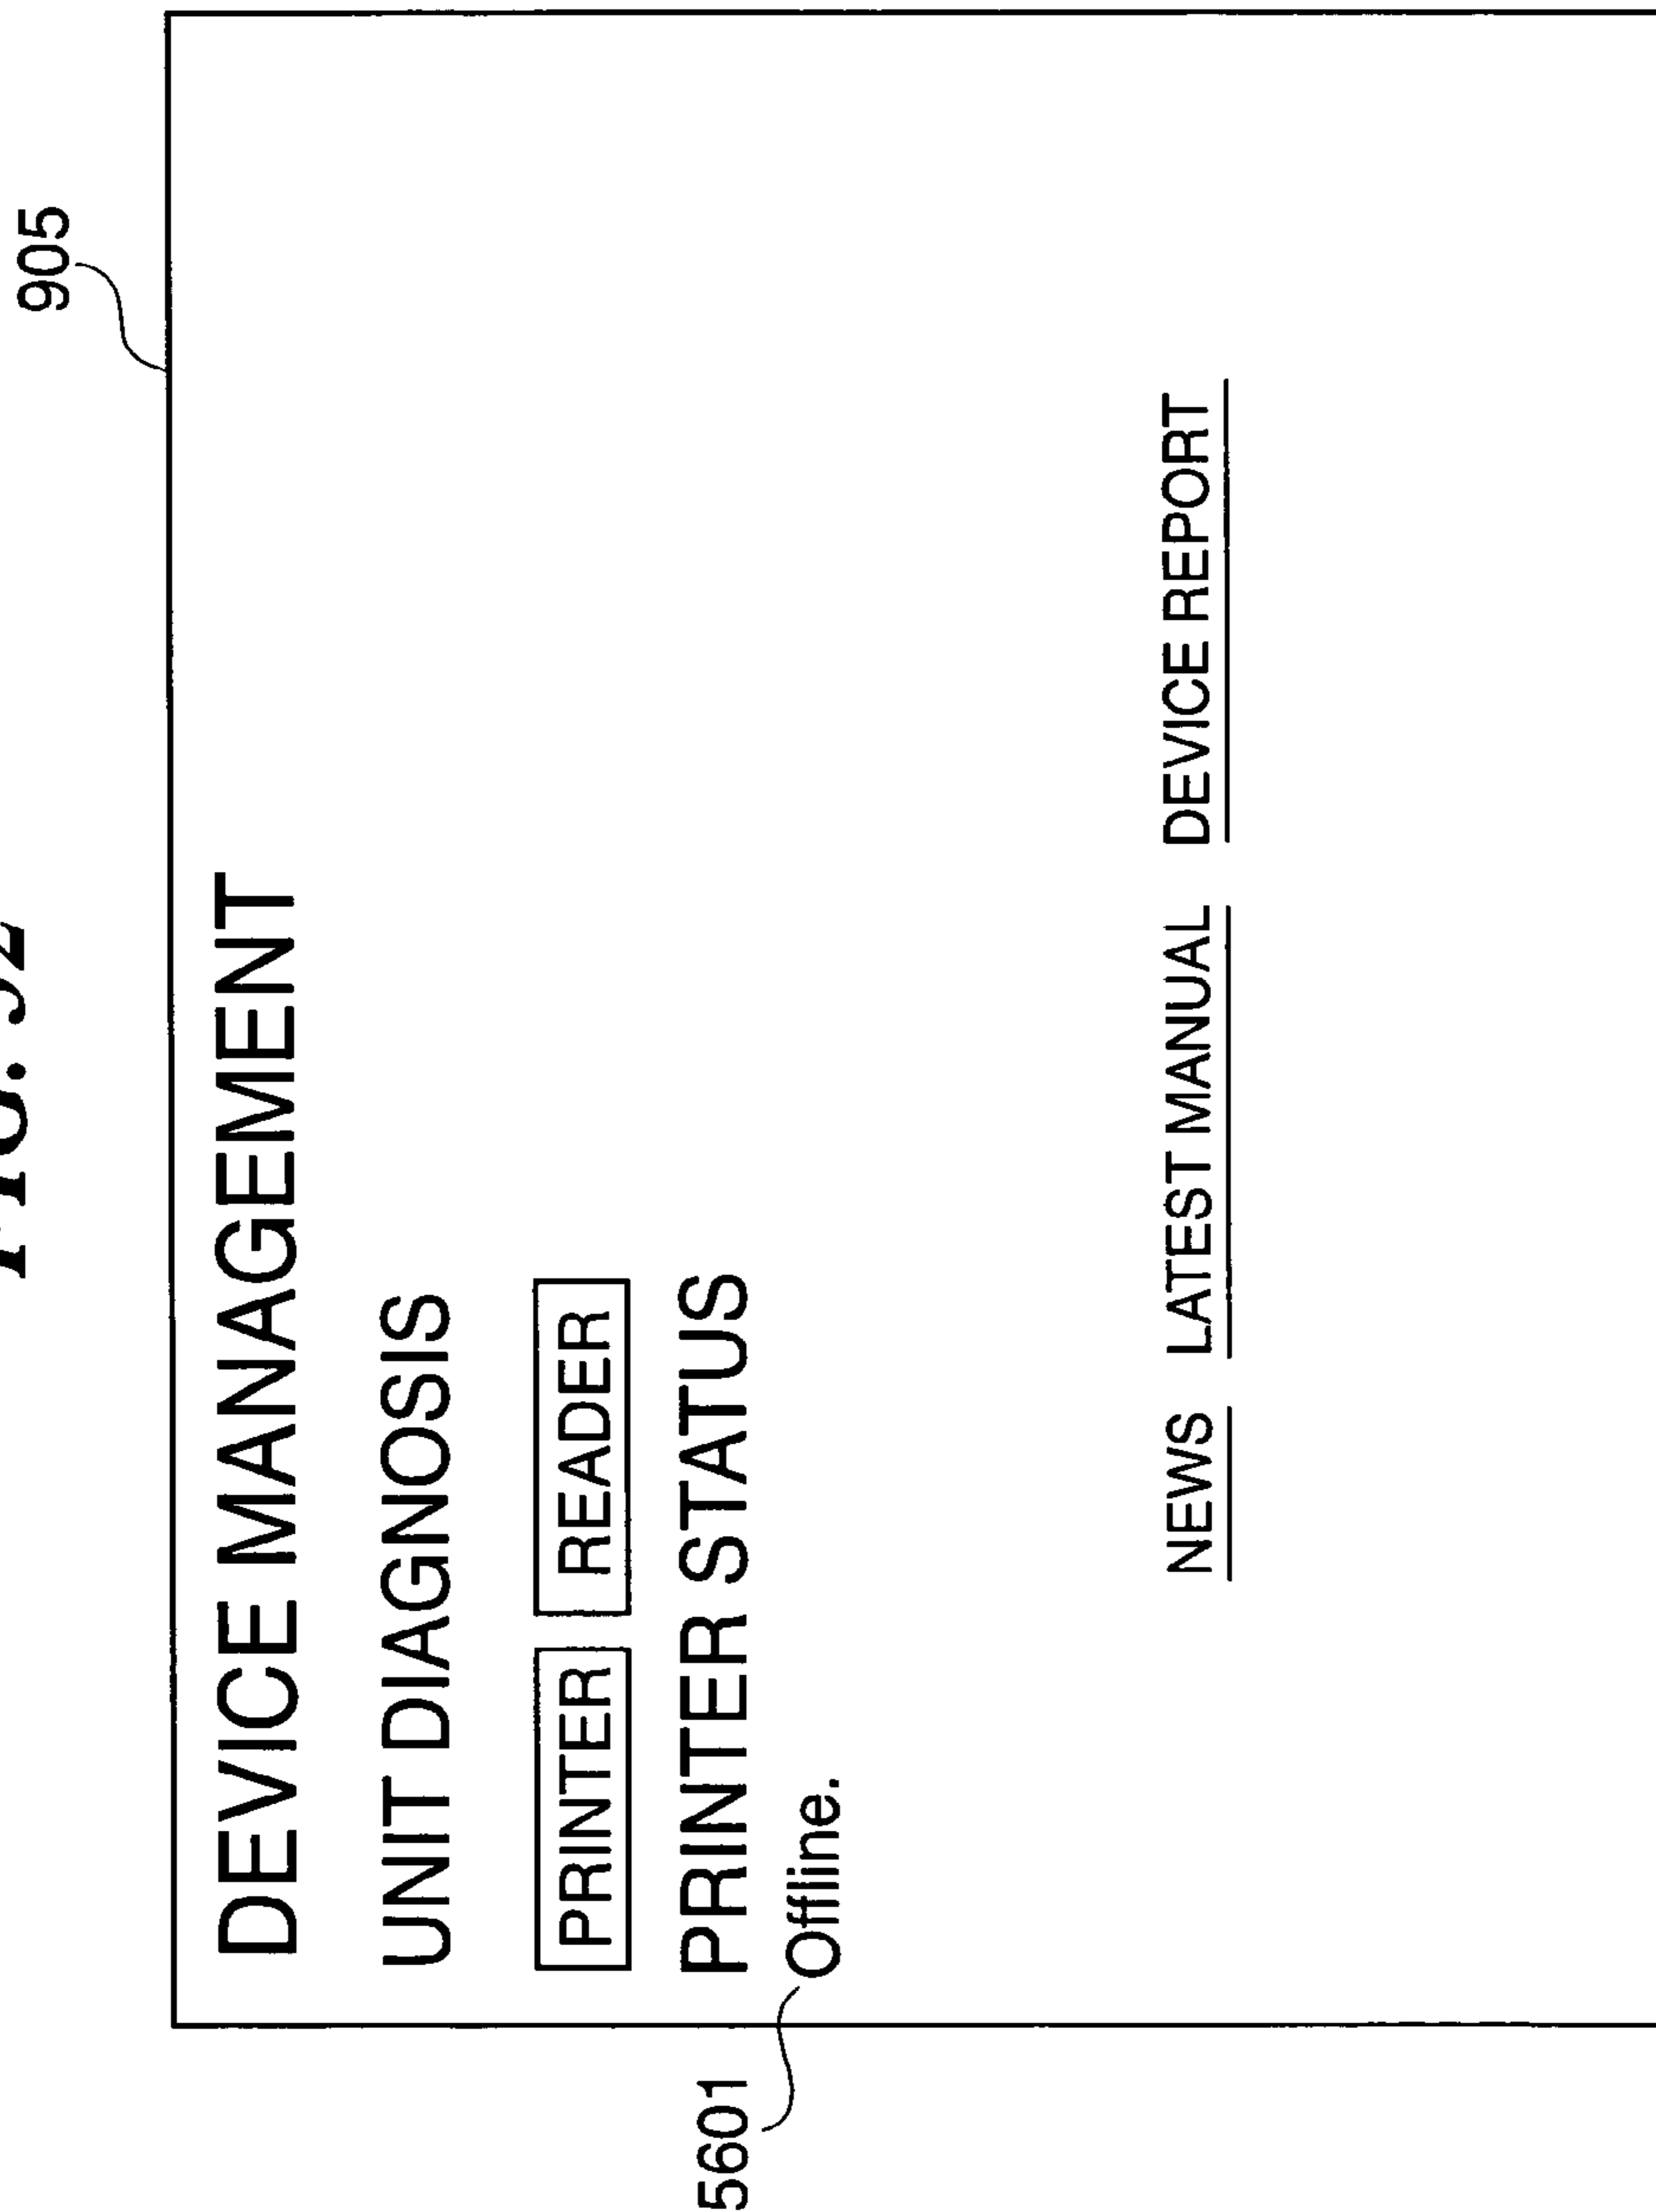 905
DEVICE MANAGEMENT
UNIT DIAGNOSIS
PRINTER READER
PRINTER STATUS
5601
Offline.
NEWS LATEST MANUAL DEVICE REPORT